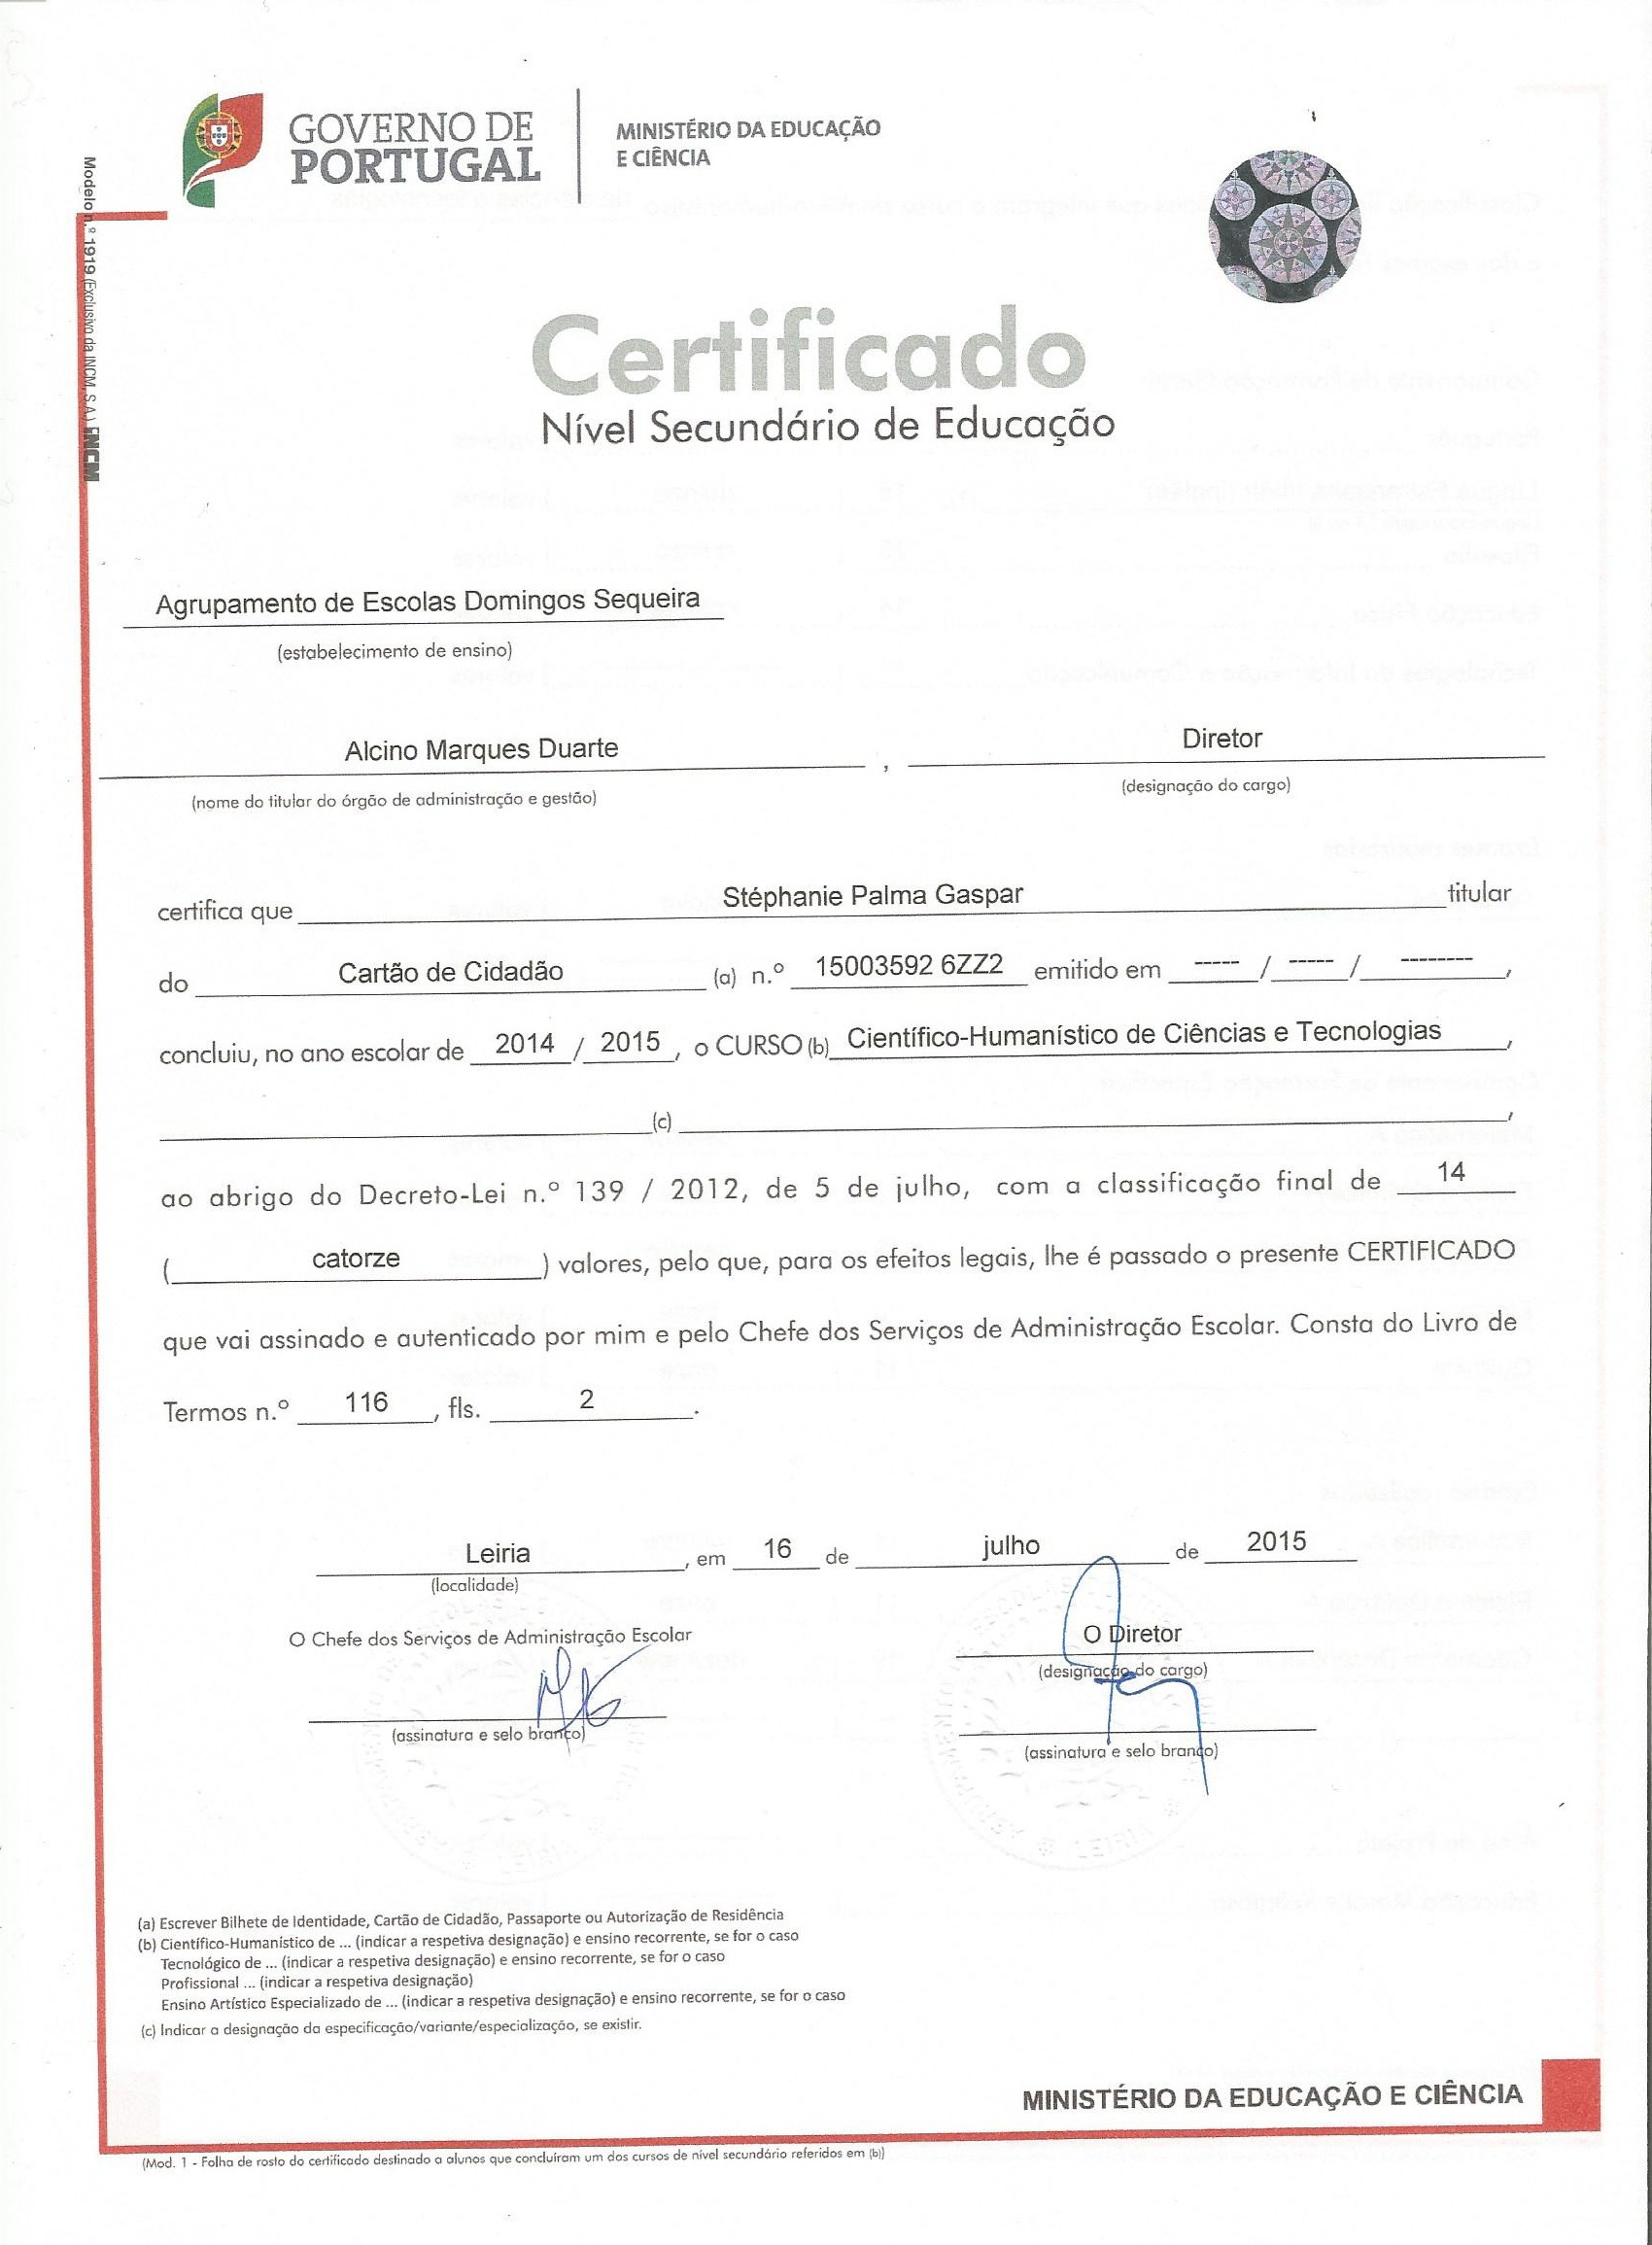 GOVERNO DE
PORTUGAL
MINISTÉRIO DA EDUCAÇÃO
E CIÊNCIA
Modelo n.º 1919 (Exclusivo da INCM, S.A.) INCM
Certificado
Nível Secundário de Educação
Agrupamento de Escolas Domingos Sequeira
(estabelecimento de ensino)
Alcino Marques Duarte , Diretor
(nome do titular do órgão de administração e gestão) (designação do cargo)
certifica que Stéphanie Palma Gaspar titular
do Cartão de Cidadão (a) n.º 15003592 6ZZ2 emitido em ----- / ----- / --------,
concluiu, no ano escolar de 2014 / 2015, o CURSO (b) Científico-Humanístico de Ciências e Tecnologias,
(c) ,
ao abrigo do Decreto-Lei n.º 139 / 2012, de 5 de julho, com a classificação final de 14
( catorze ) valores, pelo que, para os efeitos legais, lhe é passado o presente CERTIFICADO
que vai assinado e autenticado por mim e pelo Chefe dos Serviços de Administração Escolar. Consta do Livro de
Termos n.º 116, fls. 2.
Leiria, em 16 de julho de 2015
(localidade)
O Chefe dos Serviços de Administração Escolar
O Diretor
(designação do cargo)
(assinatura e selo branco)
(assinatura e selo branco)
(a) Escrever Bilhete de Identidade, Cartão de Cidadão, Passaporte ou Autorização de Residência
(b) Científico-Humanístico de ... (indicar a respetiva designação) e ensino recorrente, se for o caso
Tecnológico de ... (indicar a respetiva designação) e ensino recorrente, se for o caso
Profissional ... (indicar a respetiva designação)
Ensino Artístico Especializado de ... (indicar a respetiva designação) e ensino recorrente, se for o caso
(c) Indicar a designação da especificação/variante/especialização, se existir.
MINISTÉRIO DA EDUCAÇÃO E CIÊNCIA
(Mod. 1 - Folha de rosto do certificado destinado a alunos que concluíram um dos cursos de nível secundário referidos em (b))